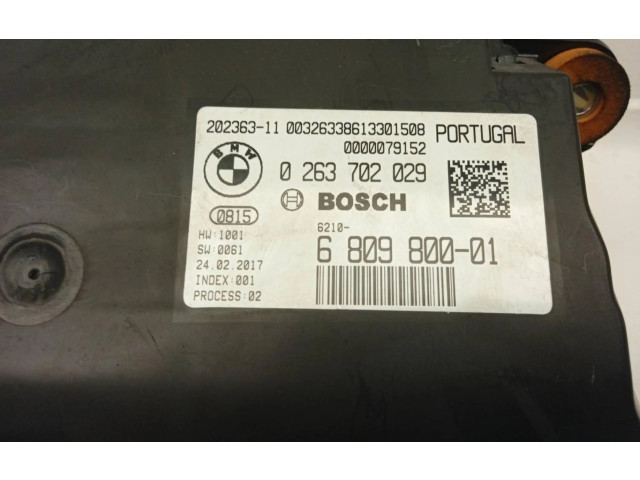 202363-11 00326338613301508 PORTUGAL
0000079152
BMW
0 263 702 029
BOSCH
0815
HW:1001
SW:0061
24.02.2017
INDEX:001
PROCESS:02
6210-
6 809 800-01